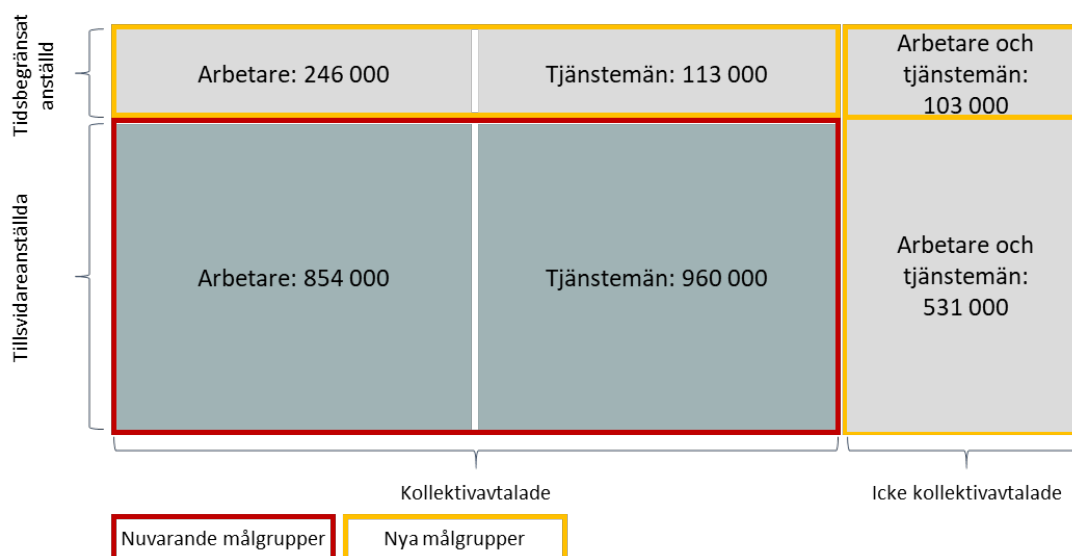 Tidsbegränsat
anställd
Arbetare: 246 000
Tjänstemän: 113 000
Arbetare och
tjänstemän:
103 000
Tillsvidareanställda
Arbetare: 854 000
Tjänstemän: 960 000
Arbetare och
tjänstemän:
531 000
Kollektivavtalade
Icke kollektivavtalade
Nuvarande målgrupper
Nya målgrupper